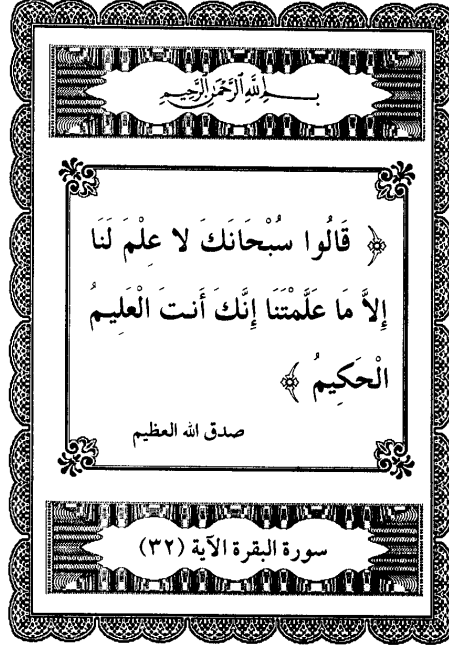 بسم الله الرحمن الرحيم
﴿ قَالُوا سُبْحَانَكَ لا عِلْمَ لَنَا
إِلاَّ مَا عَلَّمْتَنَا إِنَّكَ أَنتَ الْعَلِيمُ
الْحَكِيمُ ﴾
صدق الله العظيم
سورة البقرة الآية (٣٢)